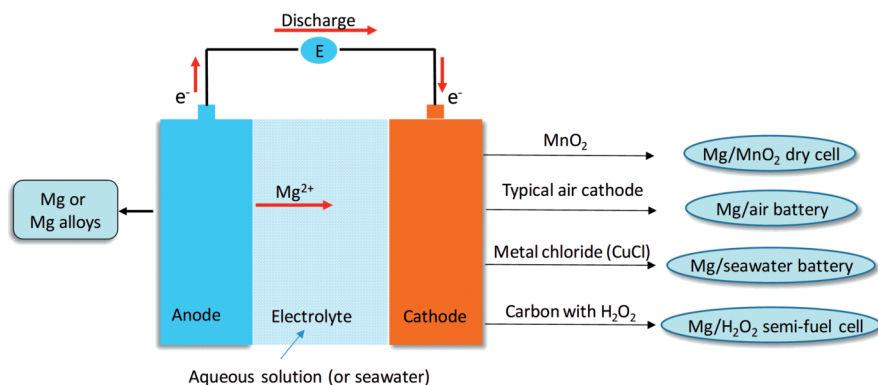 Discharge
E
e⁻
e⁻
MnO₂
Mg/MnO₂ dry cell
Mg or
Mg alloys
Mg²⁺
Typical air cathode
Mg/air battery
Metal chloride (CuCl)
Mg/seawater battery
Anode
Electrolyte
Cathode
Carbon with H₂O₂
Mg/H₂O₂ semi-fuel cell
Aqueous solution (or seawater)